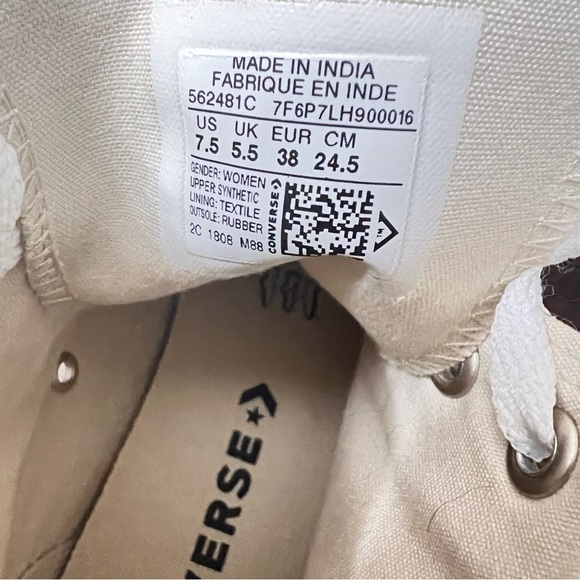 MADE IN INDIA
FABRIQUE EN INDE
562481C 7F6P7LH900016
US UK EUR CM
7.5 5.5 38 24.5
GENDER: WOMEN
UPPER SYNTHETIC
LINING: TEXTILE
OUTSOLE: RUBBER
2C 1808 M88
CONVERSE
TM
VERSE